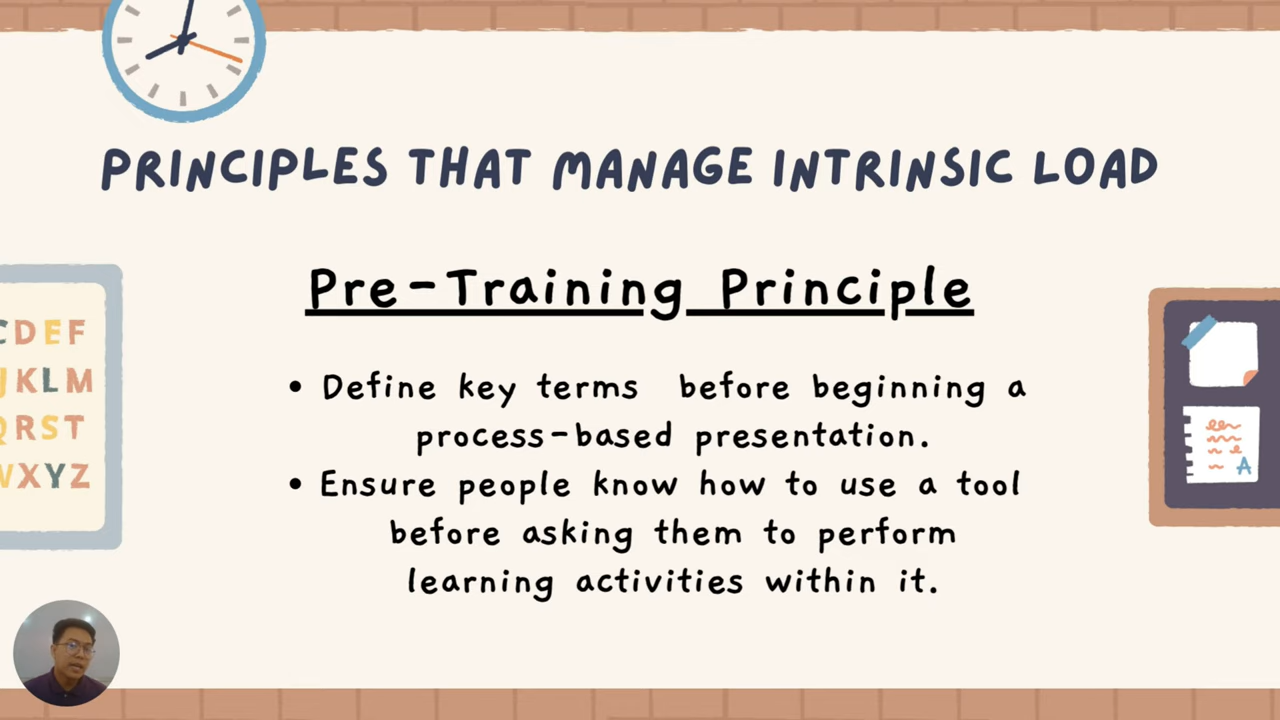 PRINCIPLES THAT MANAGE INTRINSIC LOAD
Pre-Training Principle
• Define key terms before beginning a
process-based presentation.
• Ensure people know how to use a tool
before asking them to perform
learning activities within it.
CDEF
JKLM
QRST
WXYZ
A